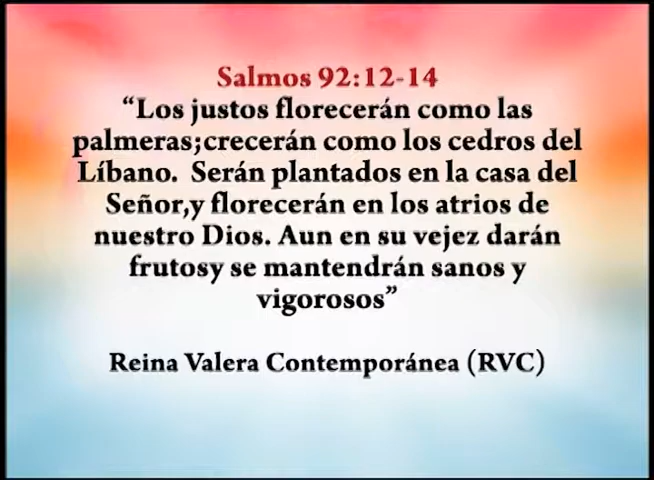 Salmos 92:12-14
“Los justos florecerán como las
palmeras;crecerán como los cedros del
Líbano.  Serán plantados en la casa del
Señor,y florecerán en los atrios de
nuestro Dios. Aun en su vejez darán
frutosy se mantendrán sanos y
vigorosos”
Reina Valera Contemporánea (RVC)